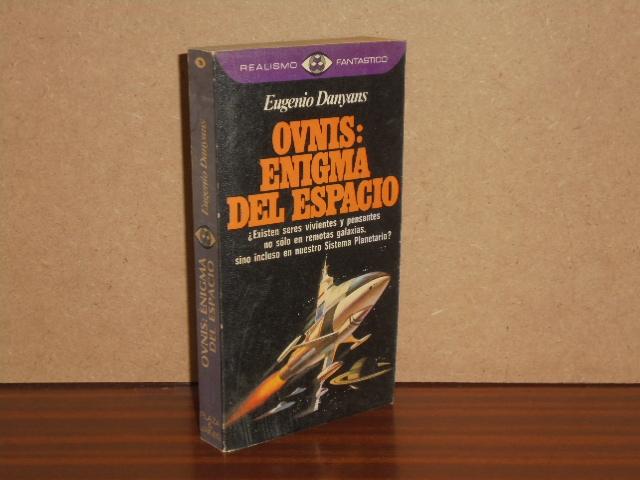 REALISMO FANTASTICO
Eugenio Danyans
OVNIS:
ENIGMA
DEL ESPACIO
¿Existen seres vivientes y pensantes
no sólo en remotas galaxias,
sino incluso en nuestro Sistema Planetario?
Eugenio Danyans
OVNIS: ENIGMA
DEL ESPACIO